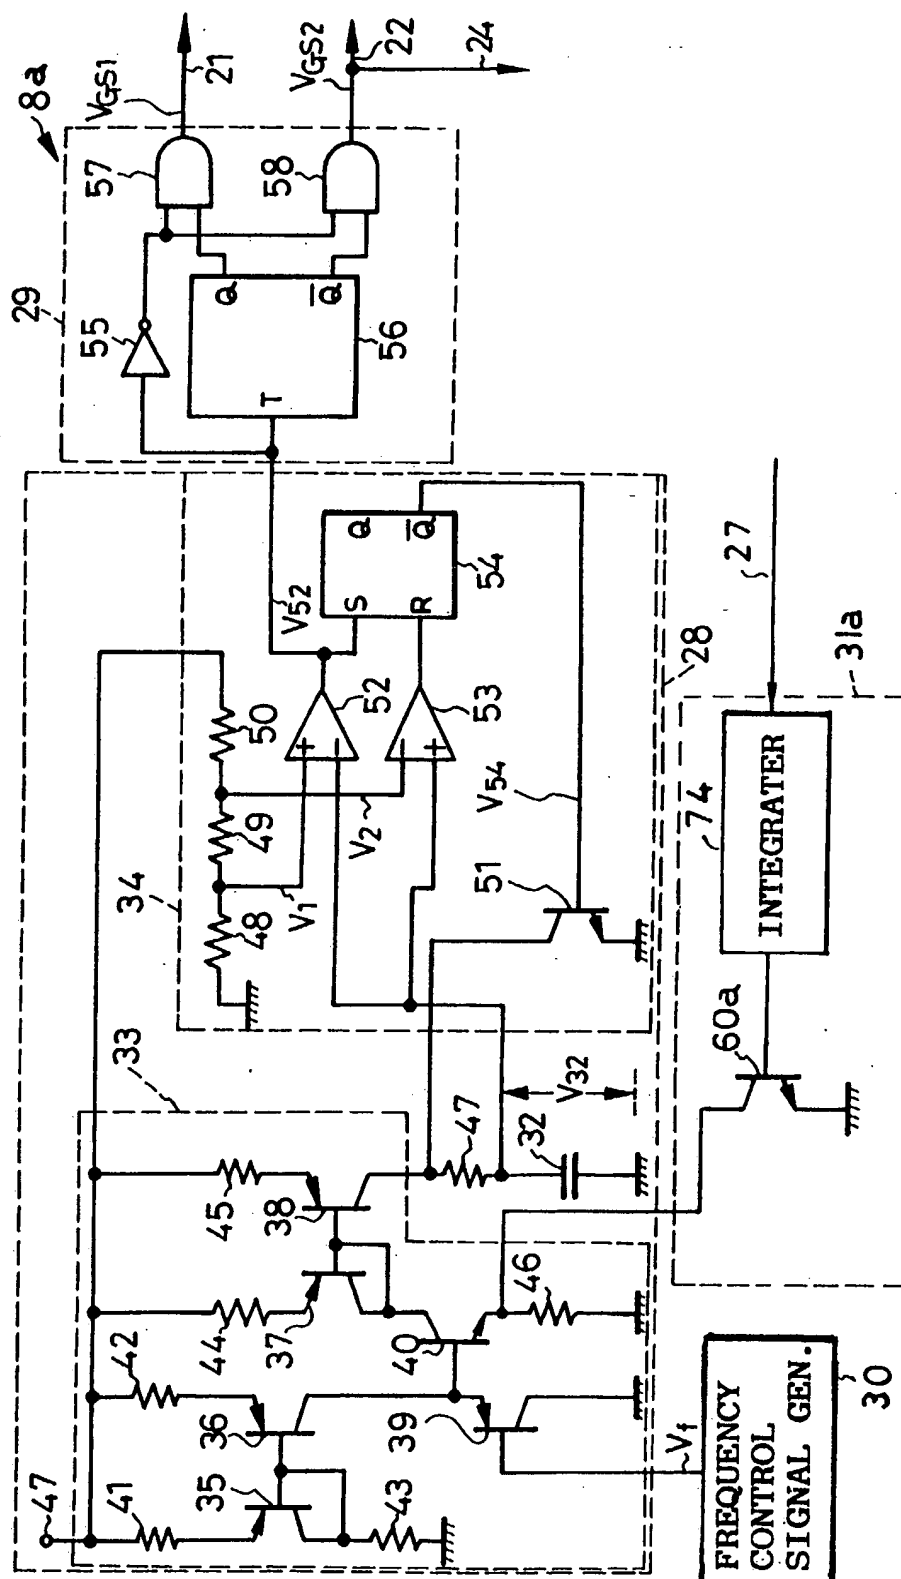 8a
29
VGS1
21
57
55
Q
T
56
Q
VGS2
22
24
58
34
50
49
48
V1
V2
V52
52
53
S
R
Q
Q
54
V54
51
28
27
31a
74
INTEGRATER
60a
33
47
41
42
44
45
35
36
37
38
39
40
43
46
47
32
V32
Vf
FREQUENCY
CONTROL
SIGNAL GEN.
30